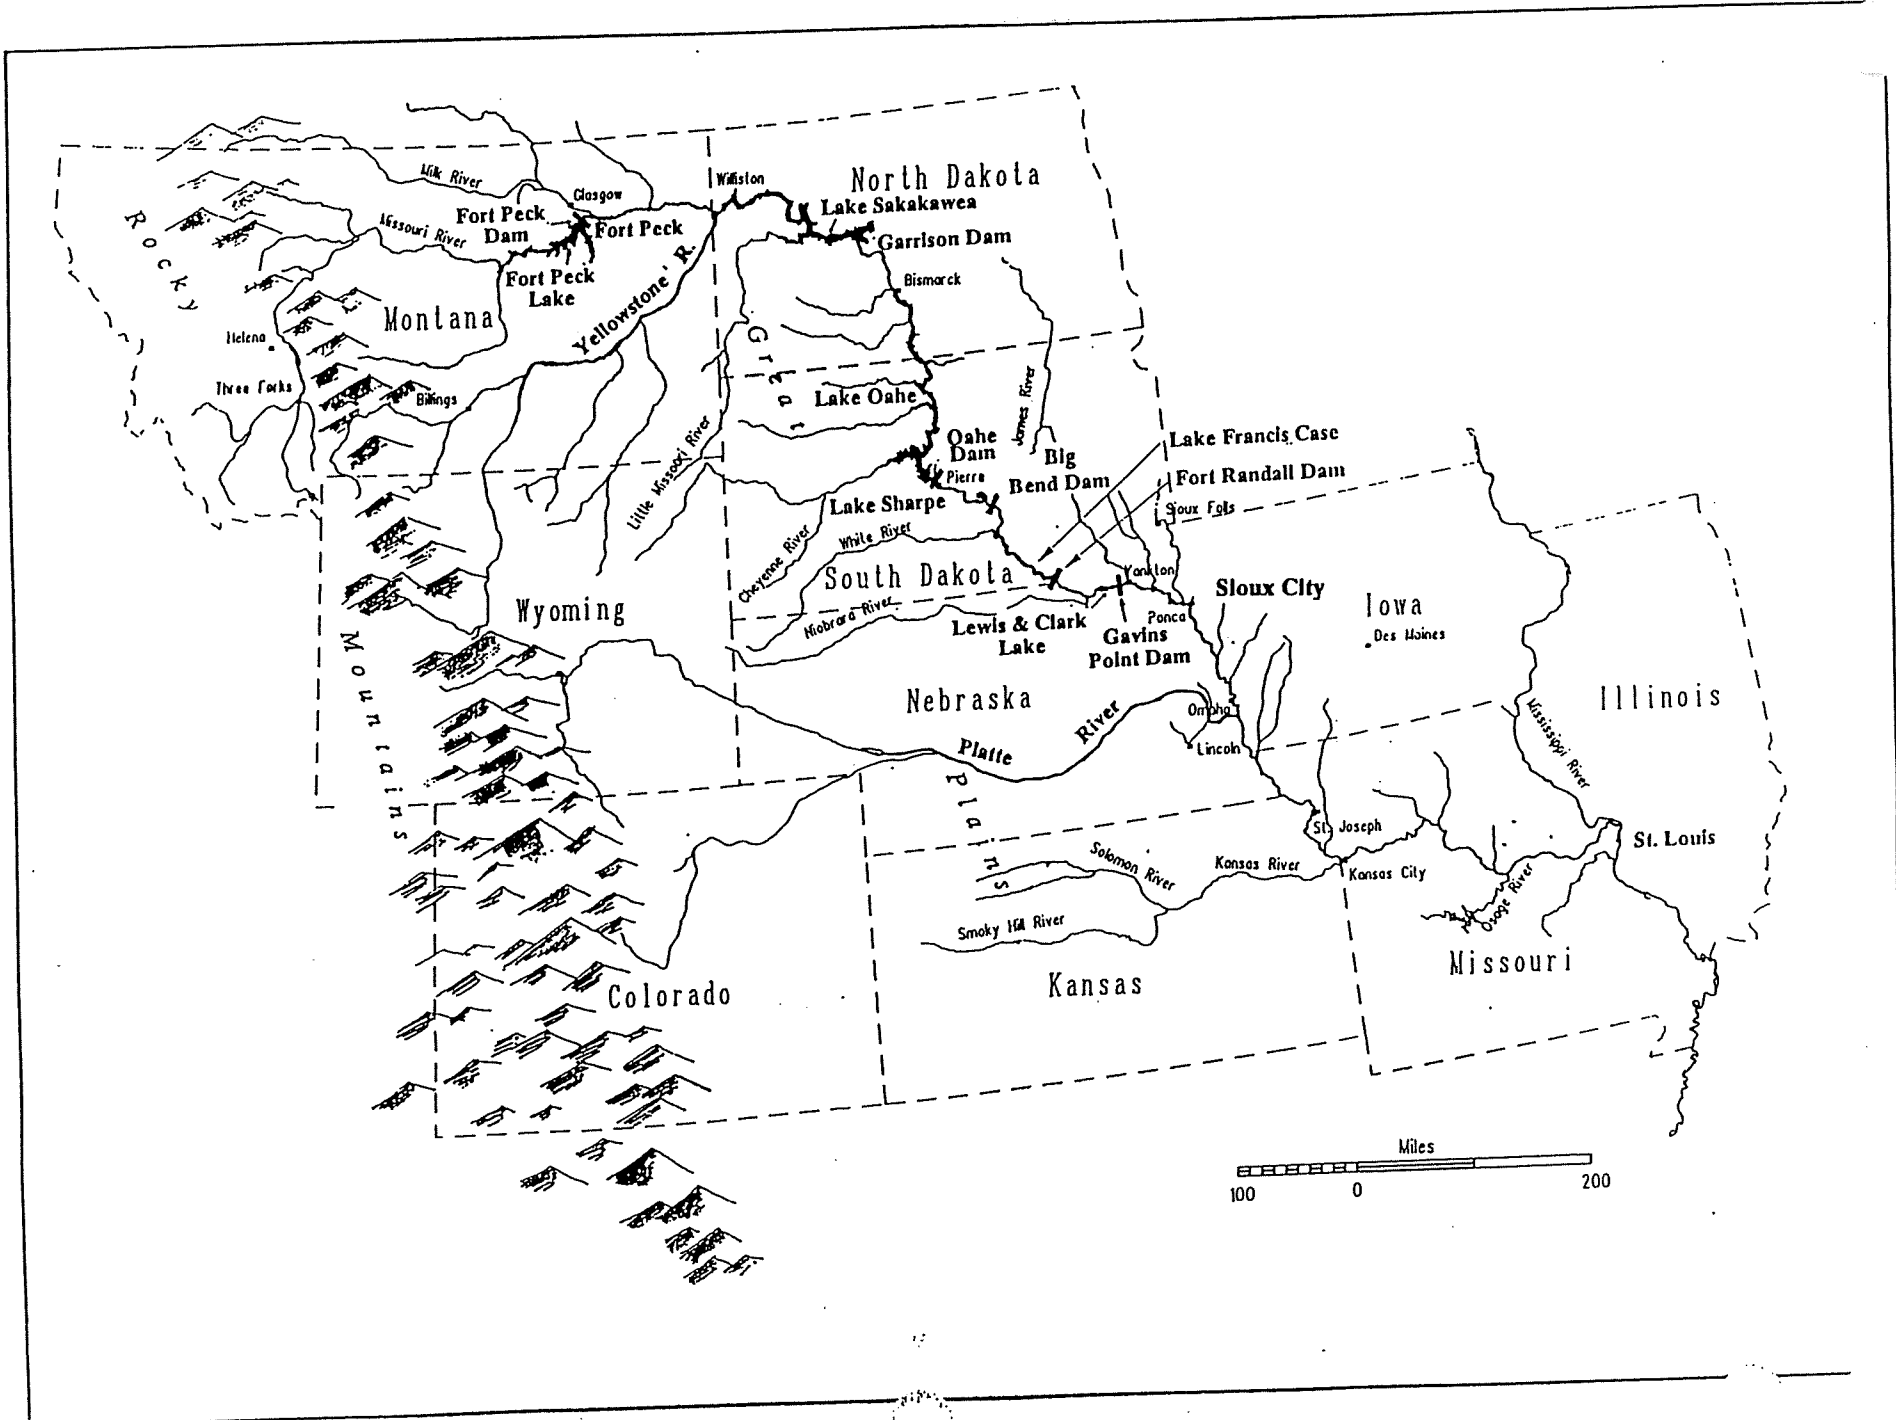 North Dakota
Williston
Lake Sakakawea
Garrison Dam
Bismarck
Milk River
Glasgow
Fort Peck
Dam
Fort Peck
Missouri River
Fort Peck
Lake
Rocky
Montana
Yellowstone R.
Helena
Three Forks
Billings
Great
Lake Oahe
James River
Oahe
Dam
Pierre
Big
Bend Dam
Lake Francis Case
Fort Randall Dam
Sioux Falls
Little Missouri River
Lake Sharpe
Cheyenne River
White River
South Dakota
Yankton
Niobrara River
Lewis & Clark
Lake
Gavins
Point Dam
Ponca
Sioux City
Iowa
Des Moines
Wyoming
Mountains
Nebraska
Omaha
Lincoln
Platte River
Mississippi River
Illinois
Plains
St. Joseph
St. Louis
Solomon River
Kansas River
Kansas City
Smoky Hill River
Osage River
Missouri
Colorado
Kansas
Miles
100
0
200